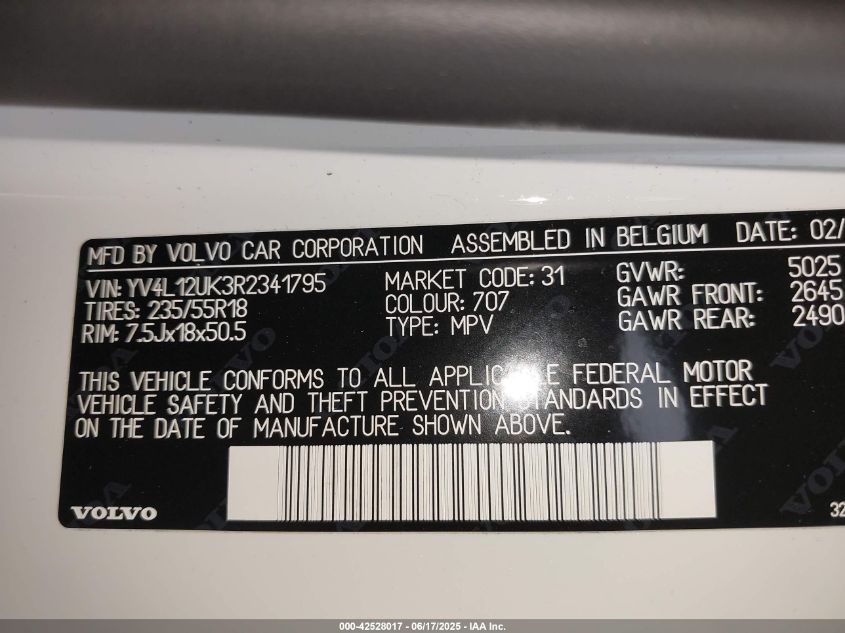 MFD BY VOLVO CAR CORPORATION ASSEMBLED IN BELGIUM DATE: 02/
VIN: YV4L12UK3R2341795 MARKET CODE: 31 GVWR: 5025
TIRES: 235/55R18 COLOUR: 707 GAWR FRONT: 2645
RIM: 7.5Jx18x50.5 TYPE: MPV GAWR REAR: 2490
THIS VEHICLE CONFORMS TO ALL APPLICABLE FEDERAL MOTOR
VEHICLE SAFETY AND THEFT PREVENTION STANDARDS IN EFFECT
ON THE DATE OF MANUFACTURE SHOWN ABOVE.
VOLVO 32
000-42528017 - 06/17/2025 - IAA Inc.